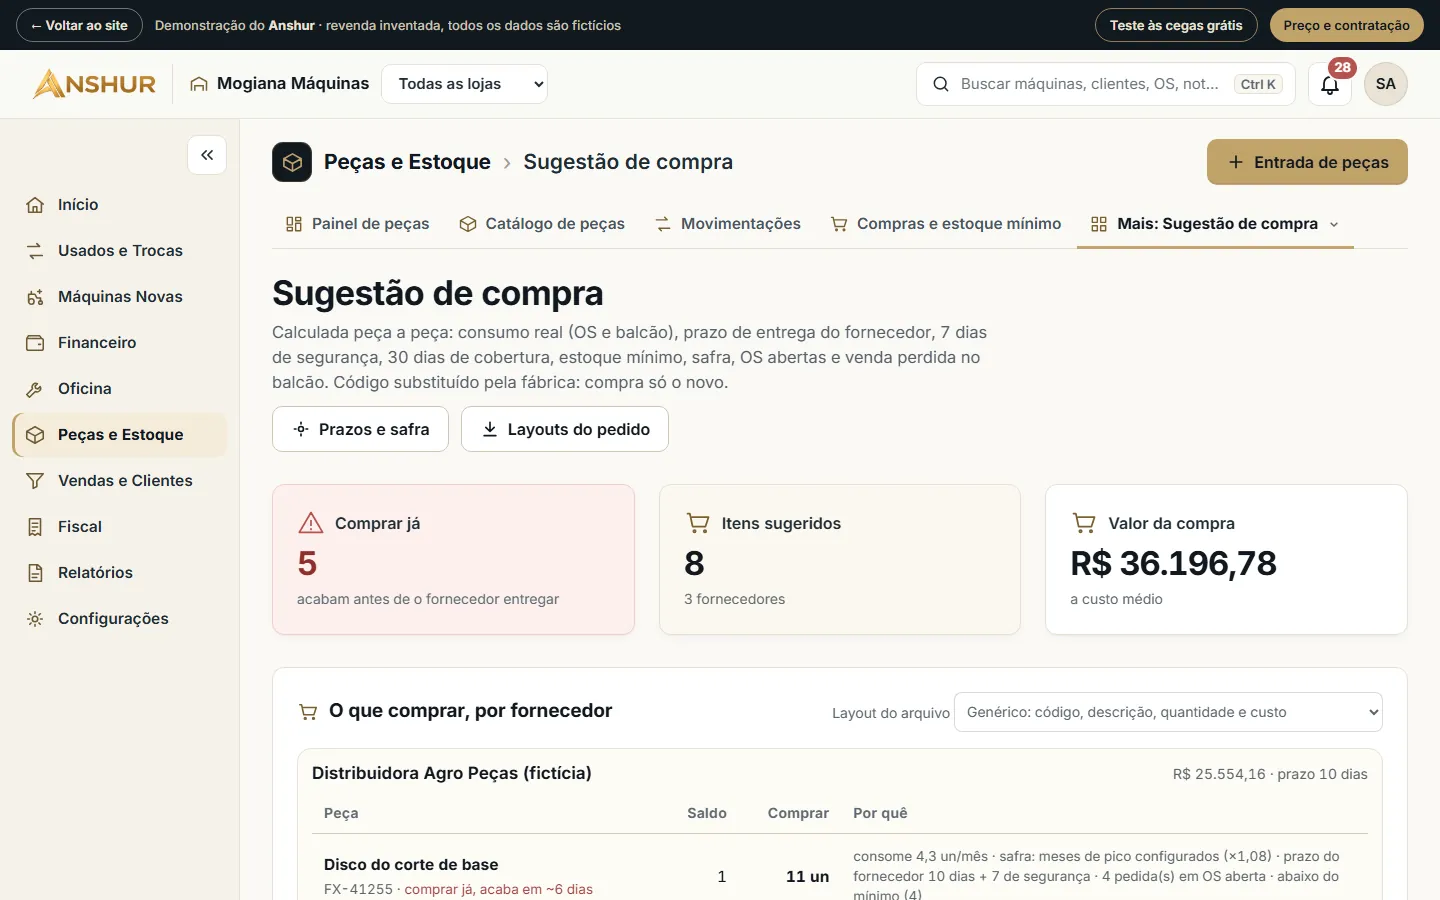 ← Voltar ao site
Demonstração do Anshur · revenda inventada, todos os dados são fictícios
Teste às cegas grátis
Preço e contratação
ANSHUR
Mogiana Máquinas
Todas as lojas
Buscar máquinas, clientes, OS, not...
Ctrl K
28
SA
Início
Usados e Trocas
Máquinas Novas
Financeiro
Oficina
Peças e Estoque
Vendas e Clientes
Fiscal
Relatórios
Configurações
Peças e Estoque › Sugestão de compra
+ Entrada de peças
Painel de peças
Catálogo de peças
Movimentações
Compras e estoque mínimo
Mais: Sugestão de compra
Sugestão de compra
Calculada peça a peça: consumo real (OS e balcão), prazo de entrega do fornecedor, 7 dias
de segurança, 30 dias de cobertura, estoque mínimo, safra, OS abertas e venda perdida no
balcão. Código substituído pela fábrica: compra só o novo.
Prazos e safra
Layouts do pedido
Comprar já
5
acabam antes de o fornecedor entregar
Itens sugeridos
8
3 fornecedores
Valor da compra
R$ 36.196,78
a custo médio
O que comprar, por fornecedor
Layout do arquivo
Genérico: código, descrição, quantidade e custo
Distribuidora Agro Peças (fictícia)
R$ 25.554,16 · prazo 10 dias
Peça
Saldo
Comprar
Por quê
Disco do corte de base
FX-41255 · comprar já, acaba em ~6 dias
1
11 un
consome 4,3 un/mês · safra: meses de pico configurados (×1,08) · prazo do
fornecedor 10 dias + 7 de segurança · 4 pedida(s) em OS aberta · abaixo do
mínimo (4)